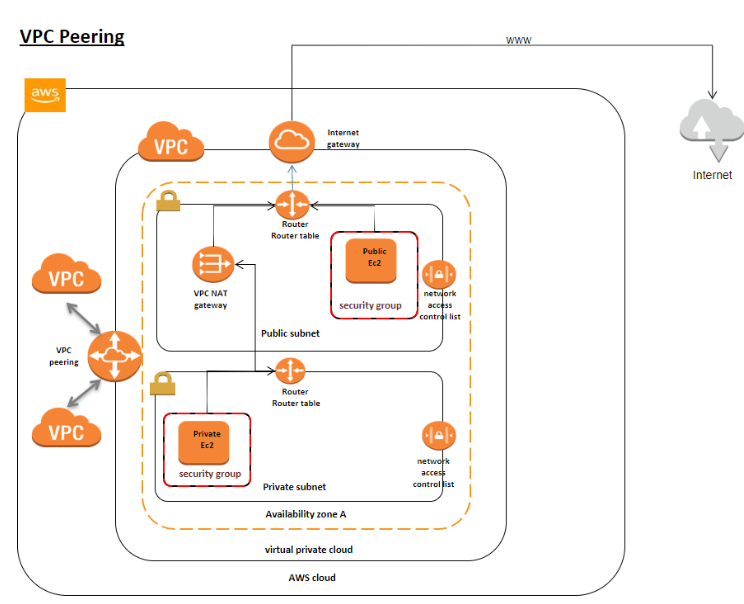 VPC Peering
www
aws
Internet
gateway
VPC
Internet
Router
Router table
Public
Ec2
VPC
VPC NAT
gateway
network
access
control list
security group
Public subnet
VPC
peering
Router
Router table
VPC
Private
Ec2
network
access
control list
security group
Private subnet
Availability zone A
virtual private cloud
AWS cloud